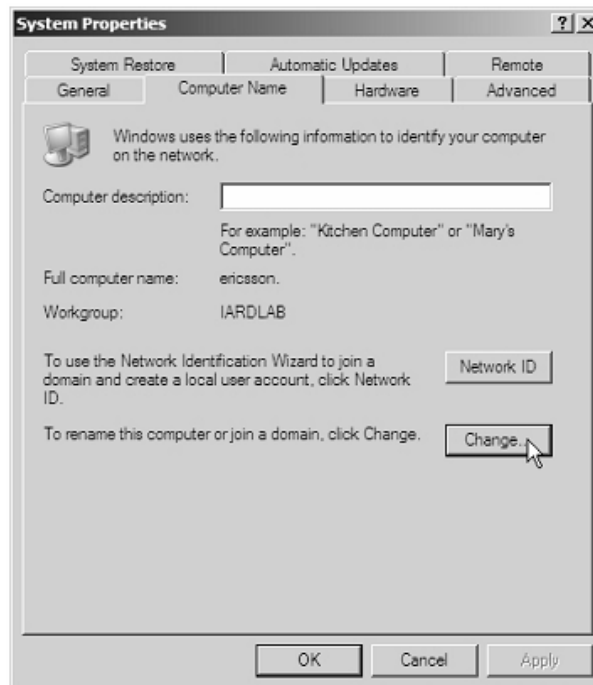 System Properties
? ×
System Restore Automatic Updates Remote
General Computer Name Hardware Advanced
Windows uses the following information to identify your computer
on the network.
Computer description:
For example: "Kitchen Computer" or "Mary's
Computer".
Full computer name: ericsson.
Workgroup: IARDLAB
To use the Network Identification Wizard to join a
domain and create a local user account, click Network
ID.
Network ID
To rename this computer or join a domain, click Change.
Change...
OK Cancel Apply